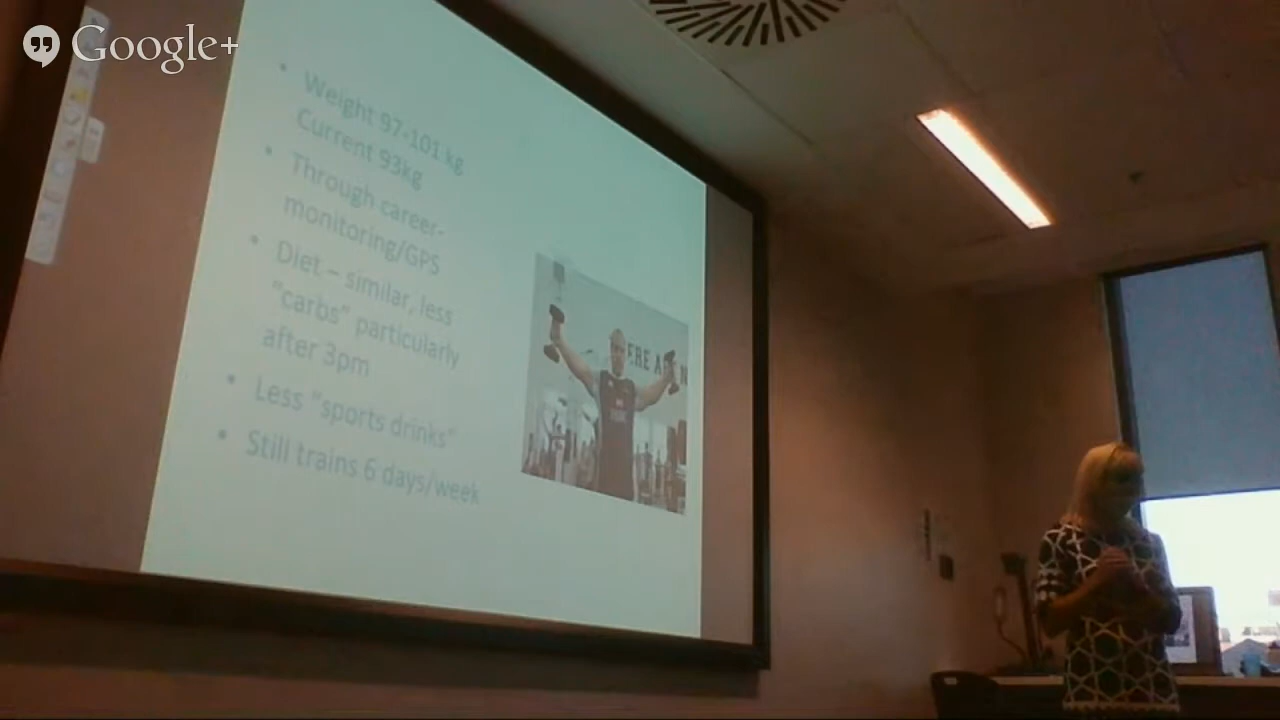 Google+
• Weight 97-101 kg
Current 93kg
• Through career-
monitoring/GPS
• Diet – similar, less
"carbs" particularly
after 3pm
• Less "sports drinks"
• Still trains 6 days/week